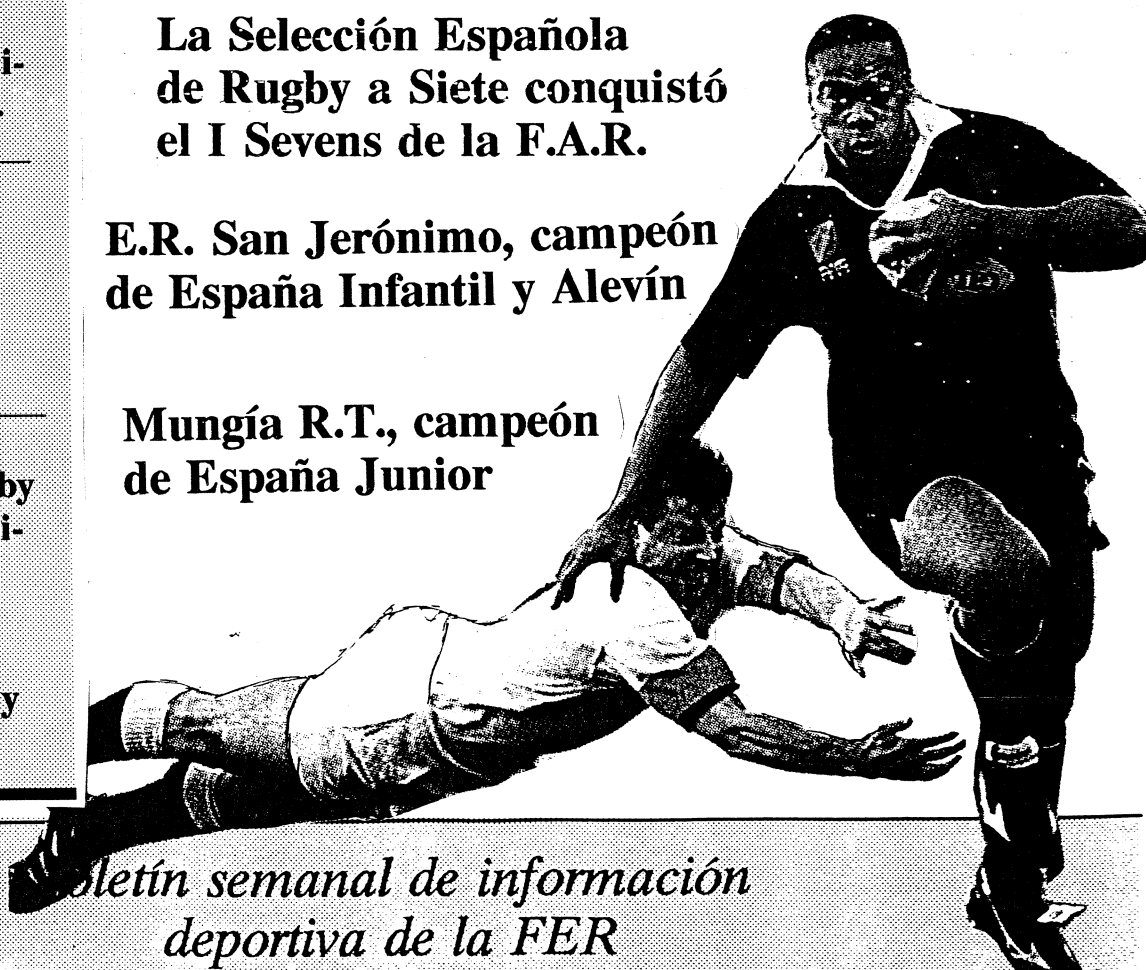 i-
La Selección Española
de Rugby a Siete conquistó
el I Sevens de la F.A.R.
E.R. San Jerónimo, campeón
de España Infantil y Alevín
Mungía R.T., campeón
de España Junior
by
i-
y
oletín semanal de información
deportiva de la FER